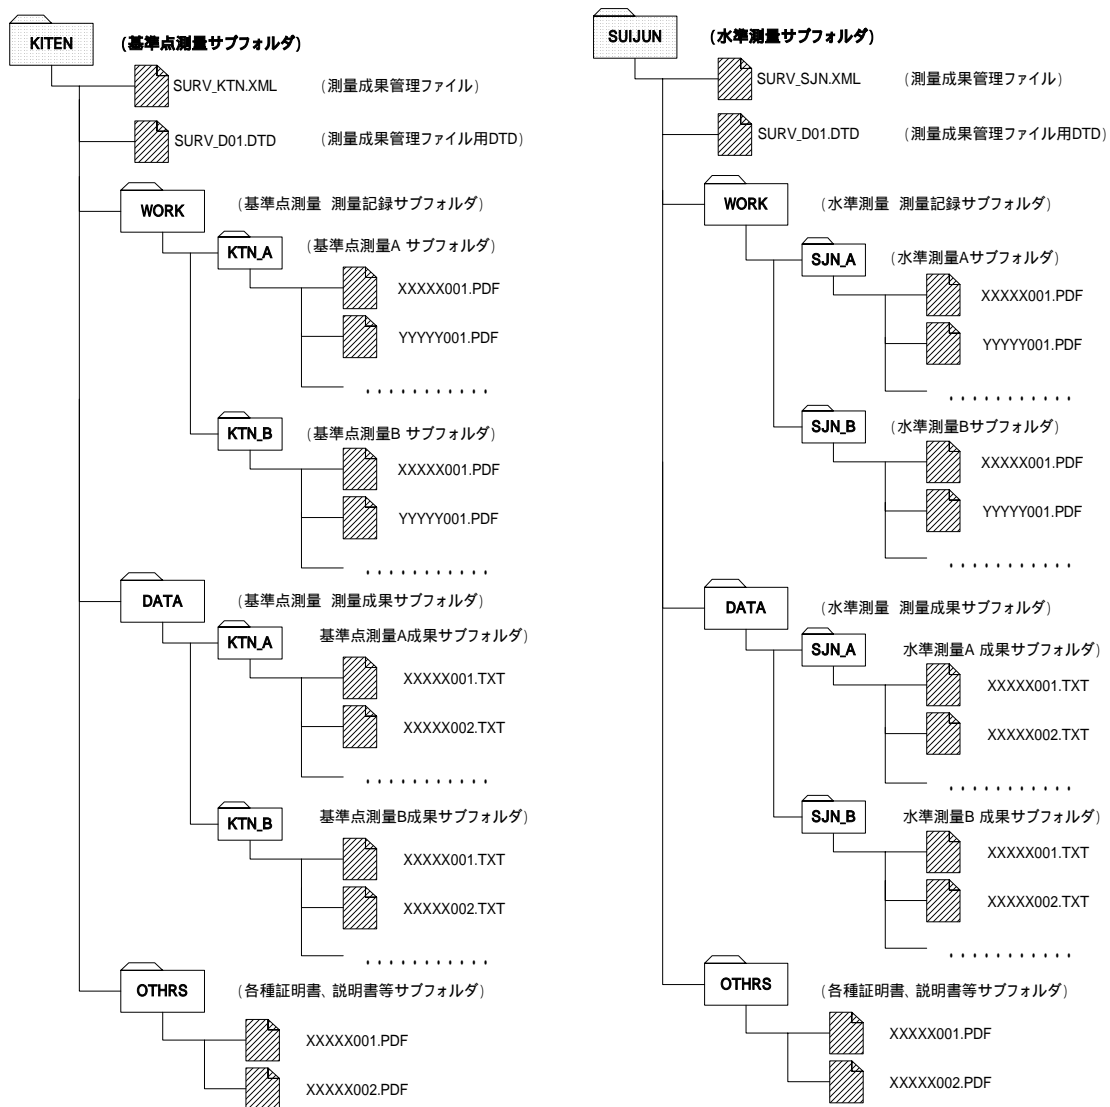 KITEN (基準点測量サブフォルダ)
SURV_KTN.XML (測量成果管理ファイル)
SURV_D01.DTD (測量成果管理ファイル用DTD)
WORK (基準点測量 測量記録サブフォルダ)
KTN_A (基準点測量A サブフォルダ)
XXXXX001.PDF
YYYYY001.PDF
...........
KTN_B (基準点測量B サブフォルダ)
XXXXX001.PDF
YYYYY001.PDF
...........
DATA (基準点測量 測量成果サブフォルダ)
KTN_A 基準点測量A成果サブフォルダ)
XXXXX001.TXT
XXXXX002.TXT
...........
KTN_B 基準点測量B成果サブフォルダ)
XXXXX001.TXT
XXXXX002.TXT
...........
OTHRS (各種証明書、説明書等サブフォルダ)
XXXXX001.PDF
XXXXX002.PDF
SUIJUN (水準測量サブフォルダ)
SURV_SJN.XML (測量成果管理ファイル)
SURV_D01.DTD (測量成果管理ファイル用DTD)
WORK (水準測量 測量記録サブフォルダ)
SJN_A (水準測量Aサブフォルダ)
XXXXX001.PDF
YYYYY001.PDF
...........
SJN_B (水準測量Bサブフォルダ)
XXXXX001.PDF
YYYYY001.PDF
...........
DATA (水準測量 測量成果サブフォルダ)
SJN_A 水準測量A 成果サブフォルダ)
XXXXX001.TXT
XXXXX002.TXT
...........
SJN_B 水準測量B 成果サブフォルダ)
XXXXX001.TXT
XXXXX002.TXT
...........
OTHRS (各種証明書、説明書等サブフォルダ)
XXXXX001.PDF
XXXXX002.PDF